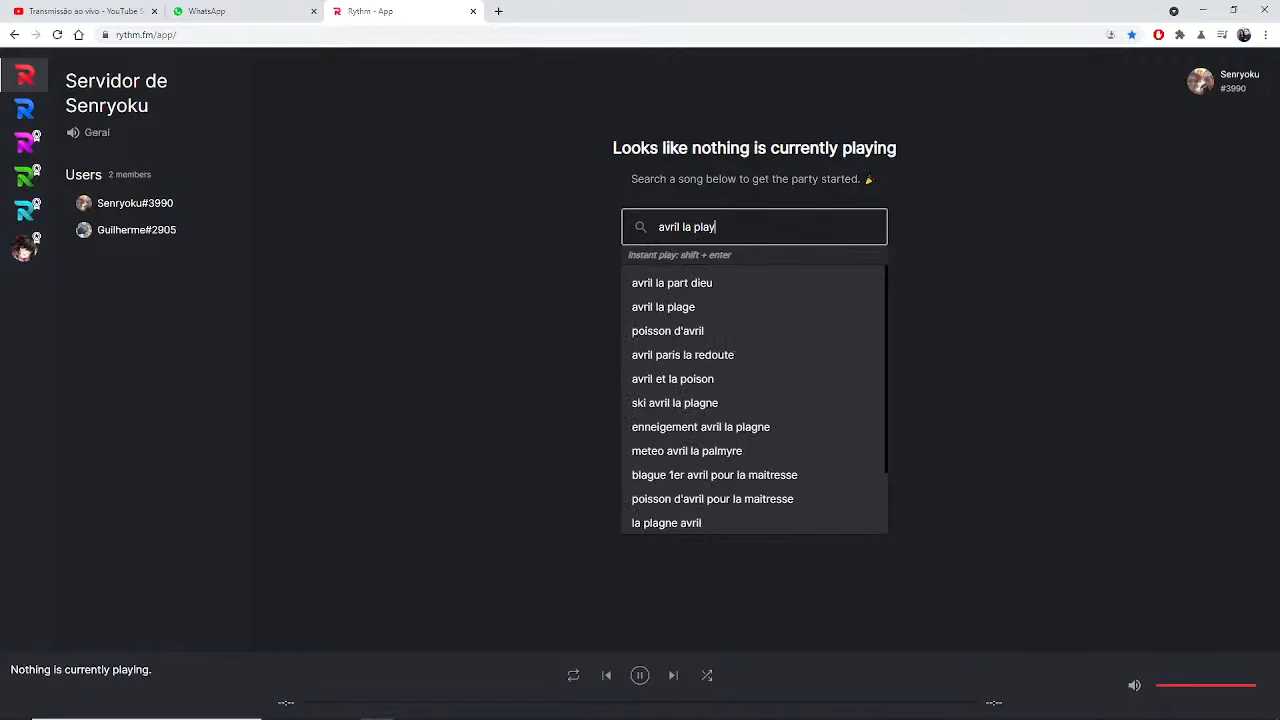 Transmissão ao vivo - YouTube S
WhatsApp
Rythm - App
rythm.fm/app/
Servidor de
Senryoku
Geral
Users 2 members
Senryoku#3990
Guilherme#2905
Senryoku
#3990
Looks like nothing is currently playing
Search a song below to get the party started. 🎉
avril la play
Instant play: shift + enter
avril la part dieu
avril la plage
poisson d'avril
avril paris la redoute
avril et la poison
ski avril la plagne
enneigement avril la plagne
meteo avril la palmyre
blague 1er avril pour la maitresse
poisson d'avril pour la maitresse
la plagne avril
Nothing is currently playing.
-:-
-:-